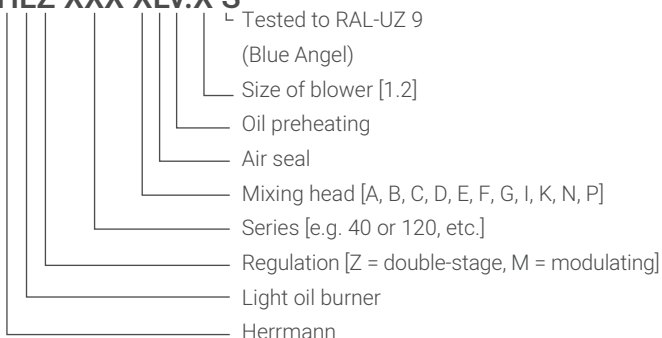 HLZ XXX XLV.X S
Tested to RAL-UZ 9
(Blue Angel)
Size of blower [1.2]
Oil preheating
Air seal
Mixing head [A, B, C, D, E, F, G, I, K, N, P]
Series [e.g. 40 or 120, etc.]
Regulation [Z = double-stage, M = modulating]
Light oil burner
Herrmann